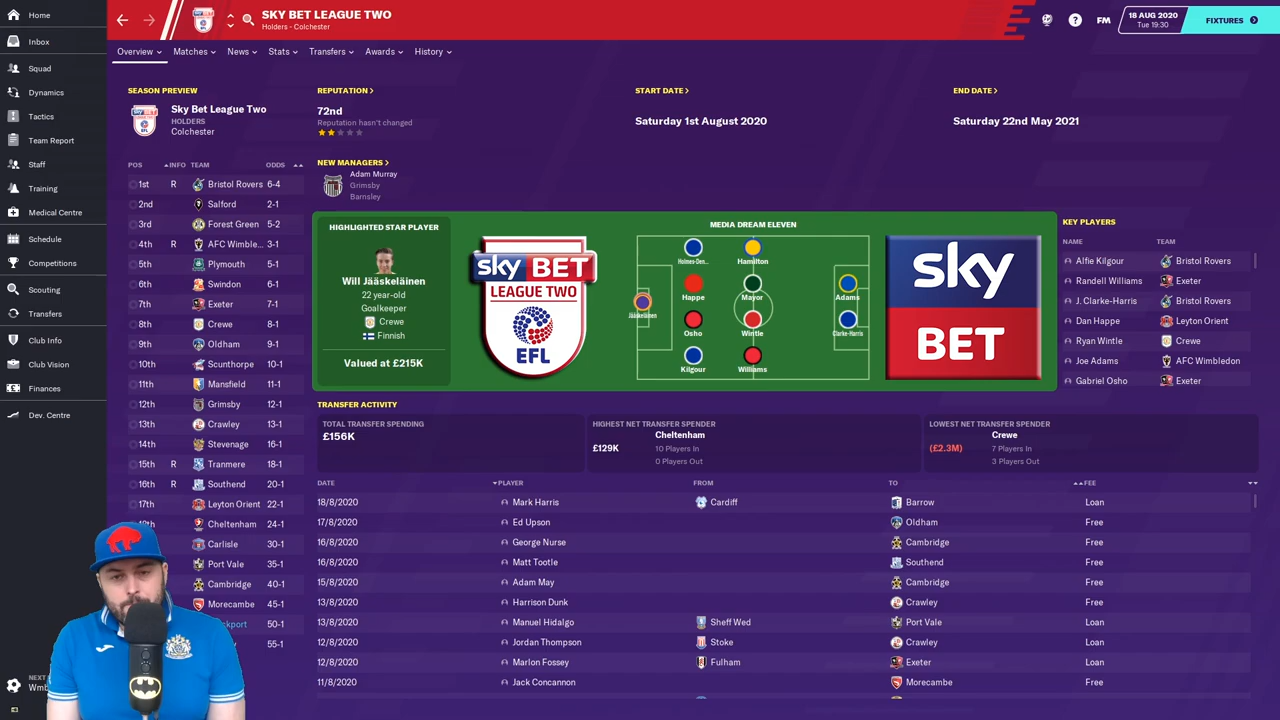 Home
Inbox
Squad
Dynamics
Tactics
Team Report
Staff
Training
Medical Centre
Schedule
Competitions
Scouting
Transfers
Club Info
Club Vision
Finances
Dev. Centre
NEXT
SKY BET LEAGUE TWO
Holders - Colchester
FM
18 AUG 2020
Tue 19:30
FIXTURES
Overview
Matches
News
Stats
Transfers
Awards
History
SEASON PREVIEW
Sky Bet League Two
HOLDERS
Colchester
REPUTATION
72nd
Reputation hasn't changed
START DATE
Saturday 1st August 2020
END DATE
Saturday 22nd May 2021
NEW MANAGERS
Adam Murray
Grimsby
Barnsley
POS INFO TEAM ODDS
1st R Bristol Rovers 6-4
2nd Salford 2-1
3rd Forest Green 5-2
4th R AFC Wimble... 3-1
5th Plymouth 5-1
6th Swindon 6-1
7th Exeter 7-1
8th Crewe 8-1
9th Oldham 9-1
10th Scunthorpe 10-1
11th Mansfield 11-1
12th Grimsby 12-1
13th Crawley 13-1
14th Stevenage 16-1
15th R Tranmere 18-1
16th R Southend 20-1
17th Leyton Orient 22-1
18th Cheltenham 24-1
Carlisle 30-1
Port Vale 35-1
Cambridge 40-1
Morecambe 45-1
50-1
55-1
HIGHLIGHTED STAR PLAYER
Will Jääskeläinen
22 year-old
Goalkeeper
Crewe
Finnish
Valued at £215K
sky BET
LEAGUE TWO
EFL
MEDIA DREAM ELEVEN
Holmes-Den...
Hamilton
Happe
Mayor
Adams
Jääskeläinen
Osho
Wintle
Clarke-Harris
Kilgour
Williams
sky
BET
KEY PLAYERS
NAME TEAM
Alfie Kilgour Bristol Rovers
Randell Williams Exeter
J. Clarke-Harris Bristol Rovers
Dan Happe Leyton Orient
Ryan Wintle Crewe
Joe Adams AFC Wimbledon
Gabriel Osho Exeter
TRANSFER ACTIVITY
TOTAL TRANSFER SPENDING
£156K
HIGHEST NET TRANSFER SPENDER
£129K
Cheltenham
10 Players In
0 Players Out
LOWEST NET TRANSFER SPENDER
(£2.3M)
Crewe
7 Players In
3 Players Out
DATE PLAYER FROM TO FEE
18/8/2020 Mark Harris Cardiff Barrow Loan
17/8/2020 Ed Upson Oldham Free
16/8/2020 George Nurse Cambridge Free
16/8/2020 Matt Tootle Southend Free
15/8/2020 Adam May Cambridge Free
13/8/2020 Harrison Dunk Crawley Free
13/8/2020 Manuel Hidalgo Sheff Wed Port Vale Loan
12/8/2020 Jordan Thompson Stoke Crawley Loan
12/8/2020 Marlon Fossey Fulham Exeter Loan
11/8/2020 Jack Concannon Morecambe Free